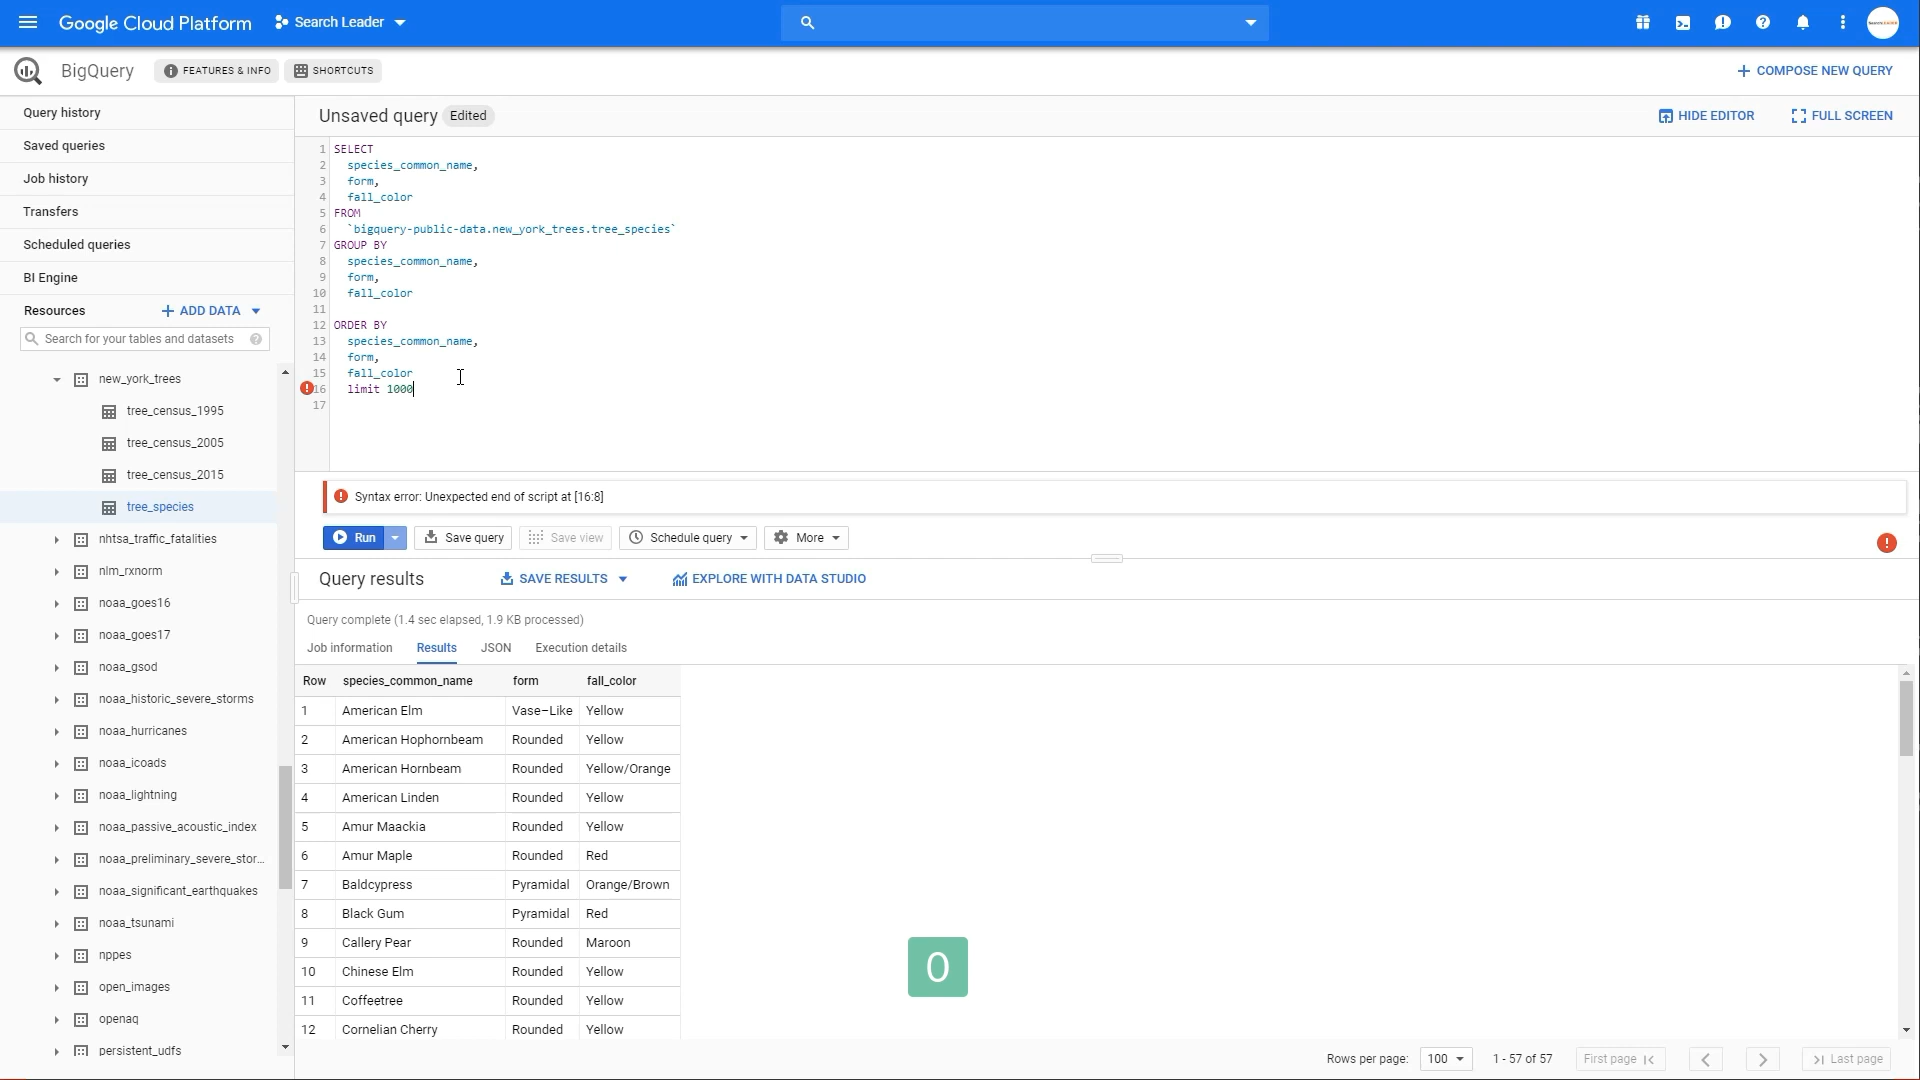 Google Cloud Platform
Search Leader
BigQuery
FEATURES & INFO
SHORTCUTS
COMPOSE NEW QUERY
Query history
Saved queries
Job history
Transfers
Scheduled queries
BI Engine
Resources
ADD DATA
Search for your tables and datasets
new_york_trees
tree_census_1995
tree_census_2005
tree_census_2015
tree_species
nhtsa_traffic_fatalities
nlm_rxnorm
noaa_goes16
noaa_goes17
noaa_gsod
noaa_historic_severe_storms
noaa_hurricanes
noaa_icoads
noaa_lightning
noaa_passive_acoustic_index
noaa_preliminary_severe_stor...
noaa_significant_earthquakes
noaa_tsunami
nppes
open_images
openaq
persistent_udfs
Unsaved query Edited
HIDE EDITOR
FULL SCREEN
1 SELECT
2 species_common_name,
3 form,
4 fall_color
5 FROM
6 `bigquery-public-data.new_york_trees.tree_species`
7 GROUP BY
8 species_common_name,
9 form,
10 fall_color
11
12 ORDER BY
13 species_common_name,
14 form,
15 fall_color
16 limit 1000
17
Syntax error: Unexpected end of script at [16:8]
Run
Save query
Save view
Schedule query
More
Query results
SAVE RESULTS
EXPLORE WITH DATA STUDIO
Query complete (1.4 sec elapsed, 1.9 KB processed)
Job information Results JSON Execution details
Row species_common_name form fall_color
1 American Elm Vase–Like Yellow
2 American Hophornbeam Rounded Yellow
3 American Hornbeam Rounded Yellow/Orange
4 American Linden Rounded Yellow
5 Amur Maackia Rounded Yellow
6 Amur Maple Rounded Red
7 Baldcypress Pyramidal Orange/Brown
8 Black Gum Pyramidal Red
9 Callery Pear Rounded Maroon
10 Chinese Elm Rounded Yellow
11 Coffeetree Rounded Yellow
12 Cornelian Cherry Rounded Yellow
0
Rows per page: 100 1 - 57 of 57 First page Last page